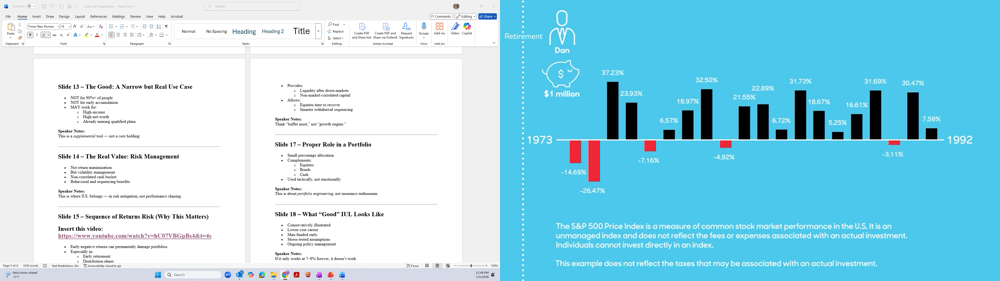 AutoSave Off Index UL Presentation - Read-Only Search
File Home Insert Draw Design Layout References Mailings Review View Help Acrobat Comments Editing Share
Paste
Clipboard
Times New Roman 18
Font
Paragraph
Normal No Spacing Heading Heading 2 Title
Styles
Find
Replace
Select
Editing
Create PDF and Share link
Create PDF and Share via Outlook
Request Signatures
Adobe Acrobat
Dictate
Voice
Add-ins
Add-ins
Editor
Copilot
Slide 13 – The Good: A Narrow but Real Use Case
• NOT for 90%+ of people
• NOT for early accumulation
• MAY work for:
o High-income
o High-net-worth
o Already maxing qualified plans
Speaker Notes:
This is a supplemental tool — not a core holding.
Slide 14 – The Real Value: Risk Management
• Not return maximization
• But volatility management
• Non-correlated cash bucket
• Behavioral and sequencing benefits
Speaker Notes:
This is where IUL belongs — in risk mitigation, not performance chasing.
Slide 15 – Sequence of Returns Risk (Why This Matters)
Insert this video:
https://www.youtube.com/watch?v=hC07VBGpBs4&t=4s
• Early negative returns can permanently damage portfolios
• Especially in:
o Early retirement
o Distribution phase
• Provides:
o Liquidity after down markets
o Non-market-correlated capital
• Allows:
o Equities time to recover
o Smarter withdrawal sequencing
Speaker Notes:
Think “buffer asset,” not “growth engine.”
Slide 17 – Proper Role in a Portfolio
• Small percentage allocation
• Complements:
o Equities
o Bonds
o Cash
• Used tactically, not emotionally
Speaker Notes:
This is about portfolio engineering, not insurance enthusiasm.
Slide 18 – What “Good” IUL Looks Like
• Conservatively illustrated
• Lower-cost carrier
• Max-funded early
• Stress-tested assumptions
• Ongoing policy management
Speaker Notes:
If it only works at 7–8% forever, it doesn’t work.
Page 5 of 8 1030 words Text Predictions: On Accessibility: Good to go Focus 100%
Rain/snow ahead
45°F
Search
12:48 PM
1/5/2026
Retirement
Dan
$
$1 million
1973
-14.69%
-26.47%
37.23%
23.93%
-7.16%
6.57%
18.97%
32.50%
-4.92%
21.55%
22.89%
6.72%
31.73%
18.67%
5.25%
16.61%
31.69%
-3.11%
30.47%
7.58%
1992
The S&P 500 Price Index is a measure of common stock market performance in the U.S. It is an
unmanaged index and does not reflect the fees or expenses associated with an actual investment.
Individuals cannot invest directly in an index.
This example does not reflect the taxes that may be associated with an actual investment.